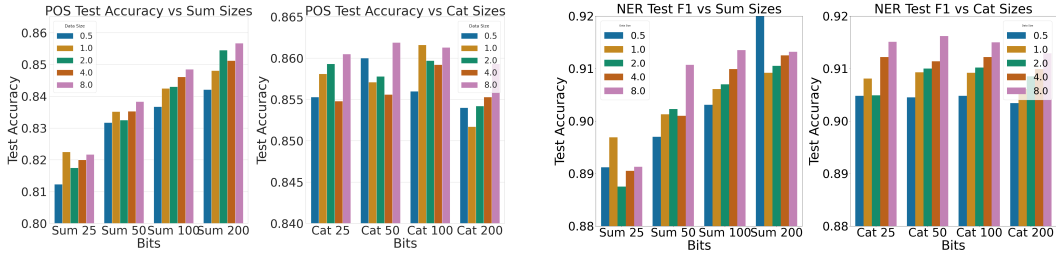 POS Test Accuracy vs Sum Sizes
Test Accuracy
0.86
0.85
0.84
0.83
0.82
0.81
0.80
Data Size
0.5
1.0
2.0
4.0
8.0
Sum 25
Sum 50
Sum 100
Sum 200
Bits
POS Test Accuracy vs Cat Sizes
Test Accuracy
0.865
0.860
0.855
0.850
0.845
0.840
Data Size
0.5
1.0
2.0
4.0
8.0
Cat 25
Cat 50
Cat 100
Cat 200
Bits
NER Test F1 vs Sum Sizes
Test Accuracy
0.92
0.91
0.90
0.89
0.88
Data Size
0.5
1.0
2.0
4.0
8.0
Sum 25
Sum 50
Sum 100
Sum 200
Bits
NER Test F1 vs Cat Sizes
Test Accuracy
0.92
0.91
0.90
0.89
0.88
Data Size
0.5
1.0
2.0
4.0
8.0
Cat 25
Cat 50
Cat 100
Cat 200
Bits